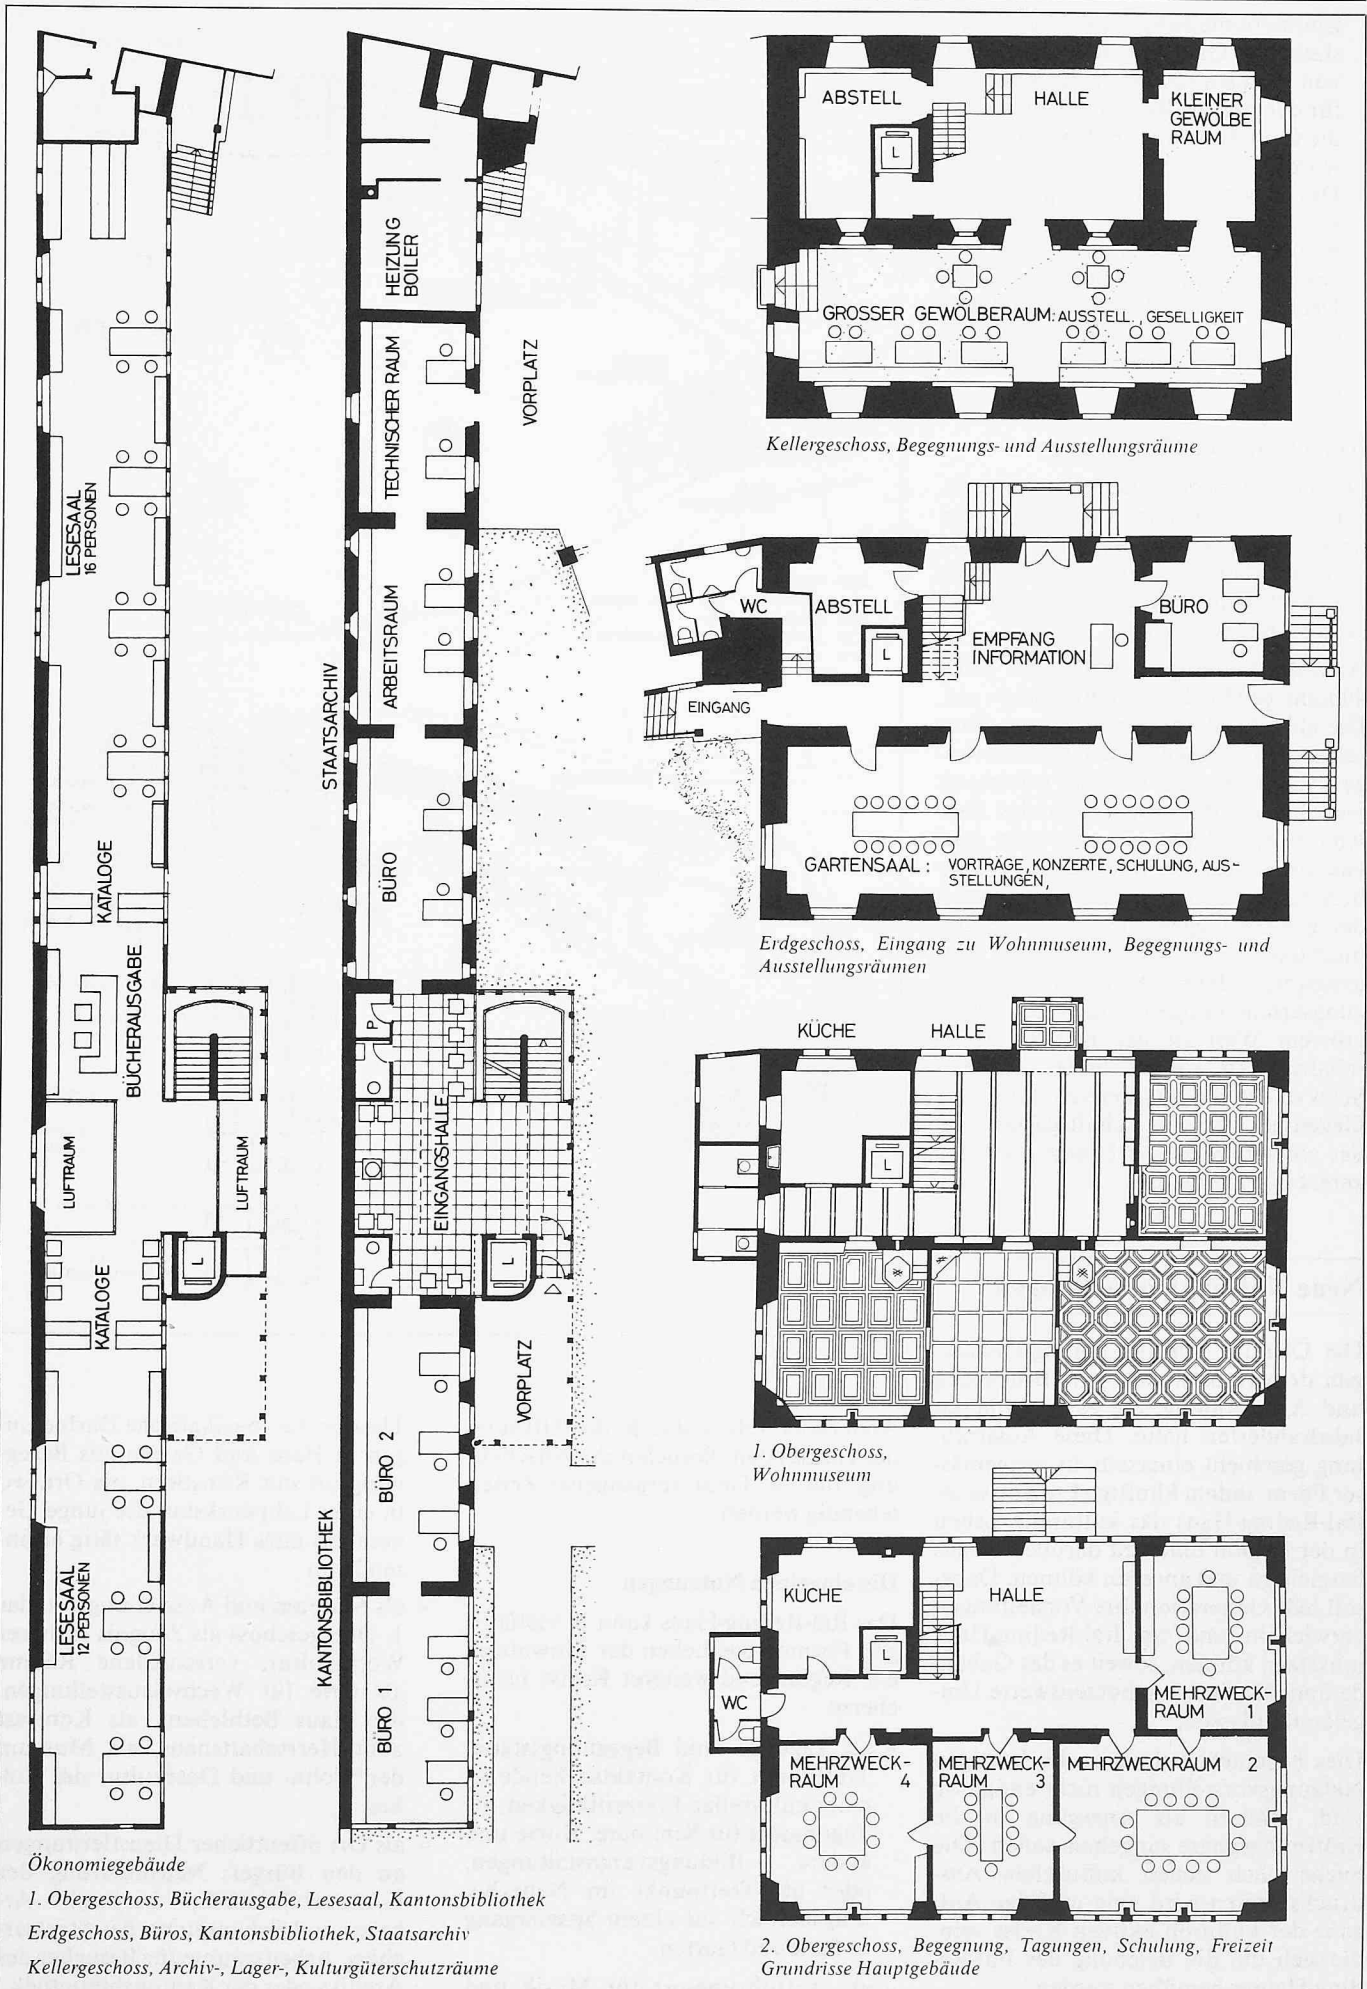 LESESAAL
16 PERSONEN
KATALOGE
BÜCHERAUSGABE
LUFTRAUM
LUFTRAUM
L
KATALOGE
LESESAAL
12 PERSONEN
HEIZUNG
BOILER
TECHNISCHER RAUM
VORPLATZ
ARBEITSRAUM
STAATSARCHIV
BÜRO
P
EINGANGSHALLE
L
VORPLATZ
BÜRO 2
KANTONSBIBLIOTHEK
BÜRO 1
Ökonomiegebäude
1. Obergeschoss, Bücherausgabe, Lesesaal, Kantonsbibliothek
Erdgeschoss, Büros, Kantonsbibliothek, Staatsarchiv
Kellergeschoss, Archiv-, Lager-, Kulturgüterschutzräume
ABSTELL
HALLE
KLEINER
GEWÖLBE
RAUM
L
GROSSER GEWÖLBERAUM: AUSSTELL., GESELLIGKEIT
Kellergeschoss, Begegnungs- und Ausstellungsräume
WC
ABSTELL
BÜRO
EMPFANG
INFORMATION
L
EINGANG
GARTENSAAL: VORTRÄGE, KONZERTE, SCHULUNG, AUS-
STELLUNGEN,
Erdgeschoss, Eingang zu Wohnmuseum, Begegnungs- und
Ausstellungsräumen
KÜCHE
HALLE
L
1. Obergeschoss,
Wohnmuseum
KÜCHE
HALLE
L
WC
MEHRZWECK-
RAUM 1
MEHRZWECK-
RAUM 4
MEHRZWECK-
RAUM 3
MEHRZWECKRAUM 2
2. Obergeschoss, Begegnung, Tagungen, Schulung, Freizeit
Grundrisse Hauptgebäude